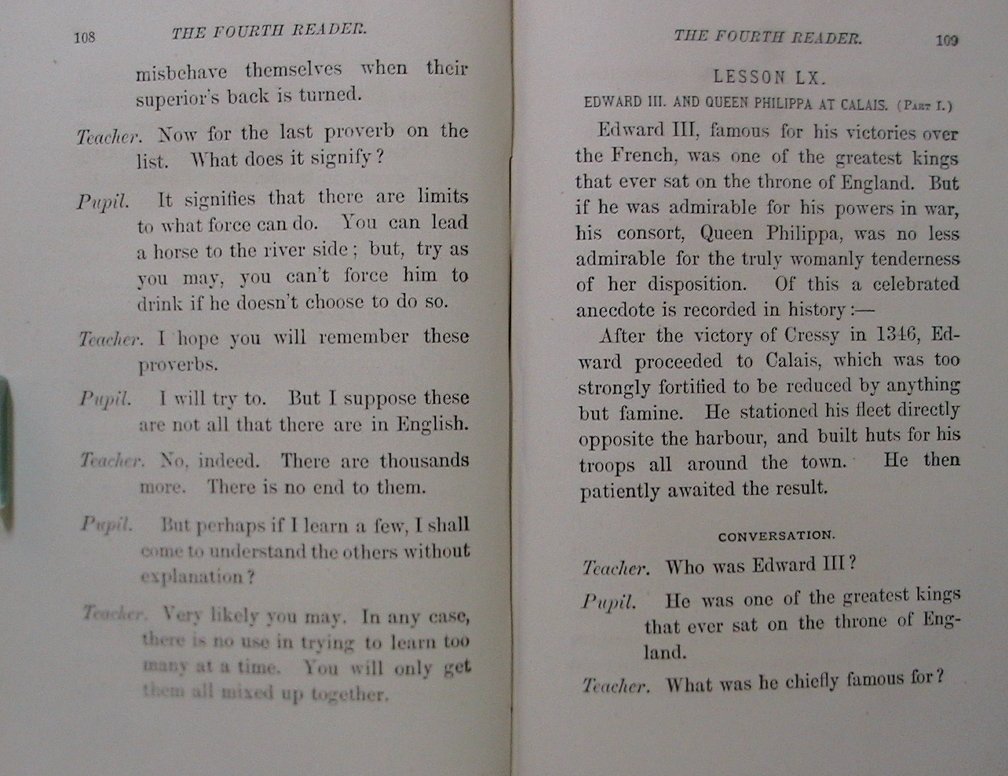 108 THE FOURTH READER.
misbehave themselves when their
superior's back is turned.
Teacher. Now for the last proverb on the
list. What does it signify?
Pupil. It signifies that there are limits
to what force can do. You can lead
a horse to the river side; but, try as
you may, you can't force him to
drink if he doesn't choose to do so.
Teacher. I hope you will remember these
proverbs.
Pupil. I will try to. But I suppose these
are not all that there are in English.
Teacher. No, indeed. There are thousands
more. There is no end to them.
Pupil. But perhaps if I learn a few, I shall
come to understand the others without
explanation?
Teacher. Very likely you may. In any case,
there is no use in trying to learn too
many at a time. You will only get
them all mixed up together.
THE FOURTH READER. 109
LESSON LX.
EDWARD III. AND QUEEN PHILIPPA AT CALAIS. (PART I.)
Edward III, famous for his victories over
the French, was one of the greatest kings
that ever sat on the throne of England. But
if he was admirable for his powers in war,
his consort, Queen Philippa, was no less
admirable for the truly womanly tenderness
of her disposition. Of this a celebrated
anecdote is recorded in history:—
After the victory of Cressy in 1346, Ed-
ward proceeded to Calais, which was too
strongly fortified to be reduced by anything
but famine. He stationed his fleet directly
opposite the harbour, and built huts for his
troops all around the town. He then
patiently awaited the result.
CONVERSATION.
Teacher. Who was Edward III?
Pupil. He was one of the greatest kings
that ever sat on the throne of Eng-
land.
Teacher. What was he chiefly famous for?